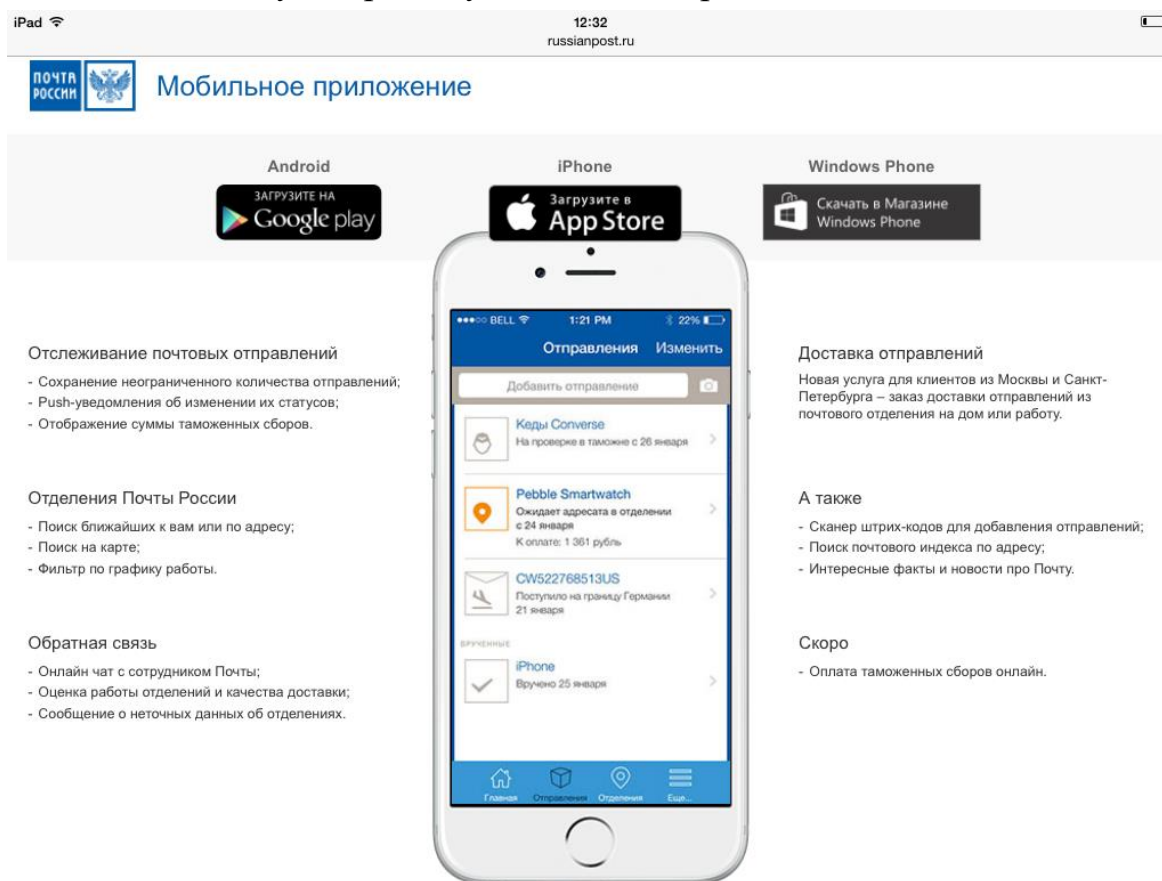 iPad
12:32
russianpost.ru
ПОЧТА
РОССИИ
Мобильное приложение
Android
iPhone
Windows Phone
ЗАГРУЗИТЕ НА
Google play
Загрузите в
App Store
Скачать в Магазине
Windows Phone
Отслеживание почтовых отправлений
- Сохранение неограниченного количества отправлений;
- Push-уведомления об изменении их статусов;
- Отображение суммы таможенных сборов.
Отделения Почты России
- Поиск ближайших к вам или по адресу;
- Поиск на карте;
- Фильтр по графику работы.
Обратная связь
- Онлайн чат с сотрудником Почты;
- Оценка работы отделений и качества доставки;
- Сообщение о неточных данных об отделениях.
BELL 1:21 PM 22%
Отправления Изменить
Добавить отправление
Кеды Converse
На проверке в таможне с 26 января
Pebble Smartwatch
Ожидает адресата в отделении
с 24 января
К оплате: 1 361 рубль
CW522768513US
Поступило на границу Германии
21 января
ВРУЧЕННЫЕ
iPhone
Вручено 25 января
Главная Отправления Отделения Еще...
Доставка отправлений
Новая услуга для клиентов из Москвы и Санкт-
Петербурга – заказ доставки отправлений из
почтового отделения на дом или работу.
А также
- Сканер штрих-кодов для добавления отправлений;
- Поиск почтового индекса по адресу;
- Интересные факты и новости про Почту.
Скоро
- Оплата таможенных сборов онлайн.